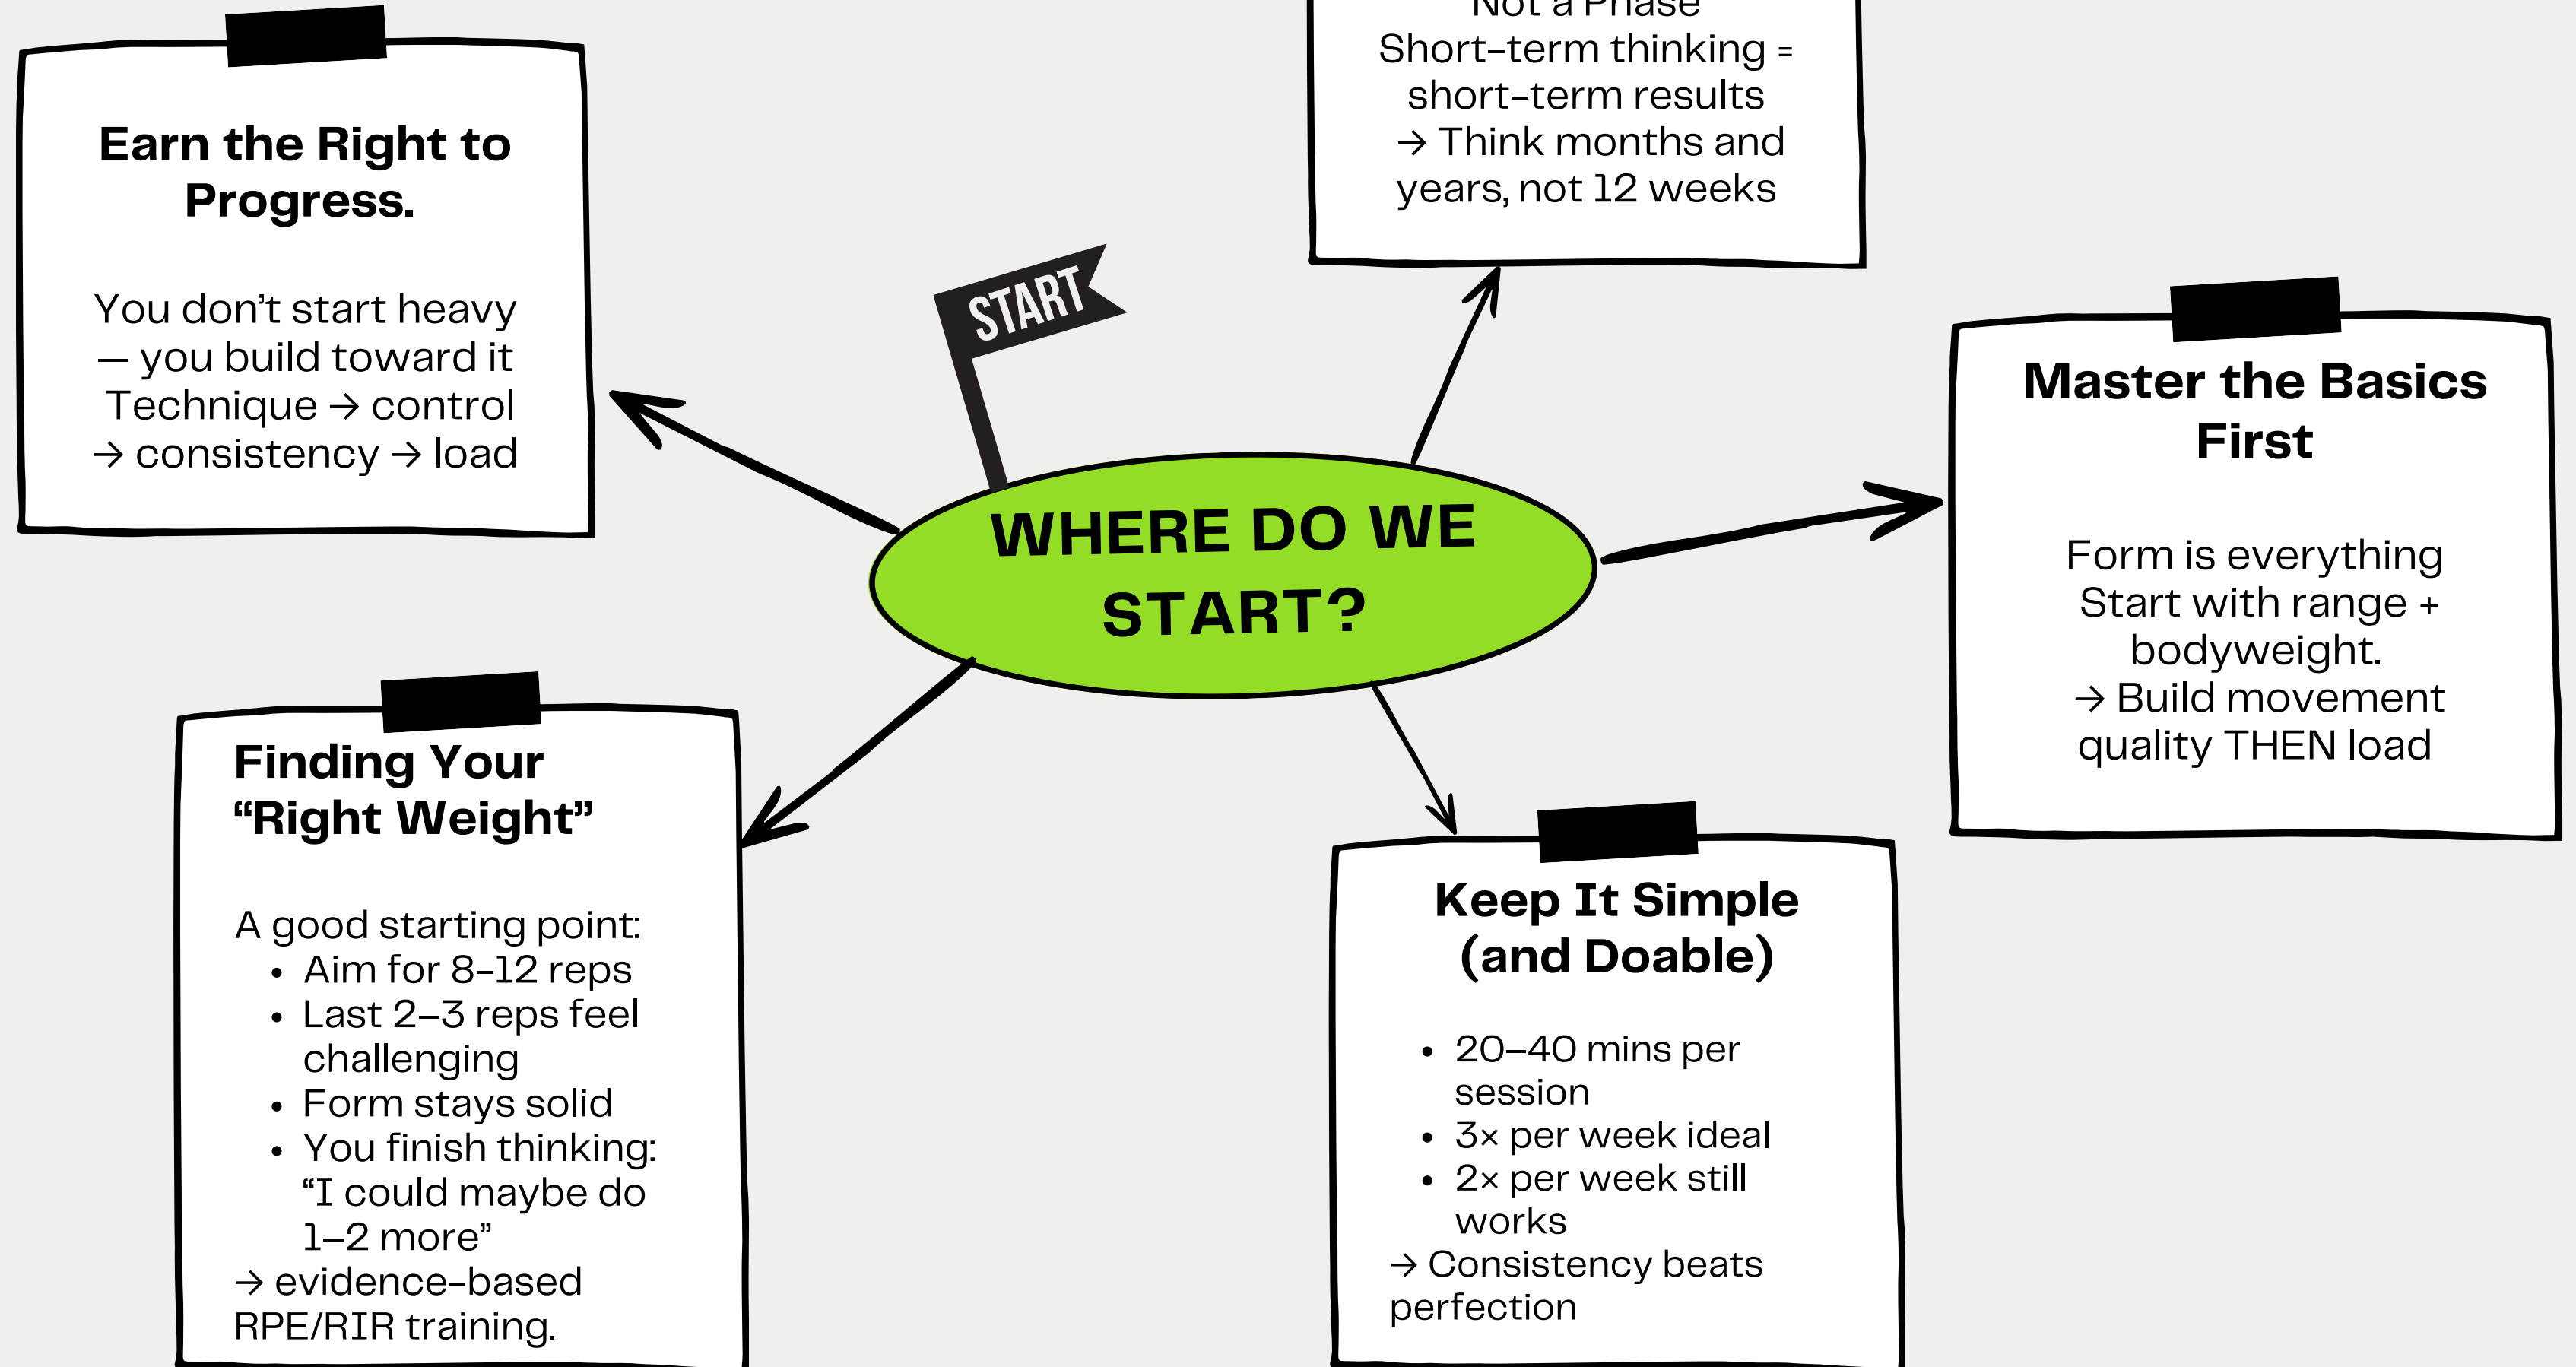 Not a Phase
Short-term thinking =
short-term results
→ Think months and
years, not 12 weeks
Earn the Right to
Progress.
You don't start heavy
— you build toward it
Technique → control
→ consistency → load
START
WHERE DO WE
START?
Master the Basics
First
Form is everything
Start with range +
bodyweight.
→ Build movement
quality THEN load
Finding Your
“Right Weight”
A good starting point:
• Aim for 8-12 reps
• Last 2–3 reps feel
challenging
• Form stays solid
• You finish thinking:
“I could maybe do
1–2 more”
→ evidence-based
RPE/RIR training.
Keep It Simple
(and Doable)
• 20–40 mins per
session
• 3× per week ideal
• 2× per week still
works
→ Consistency beats
perfection